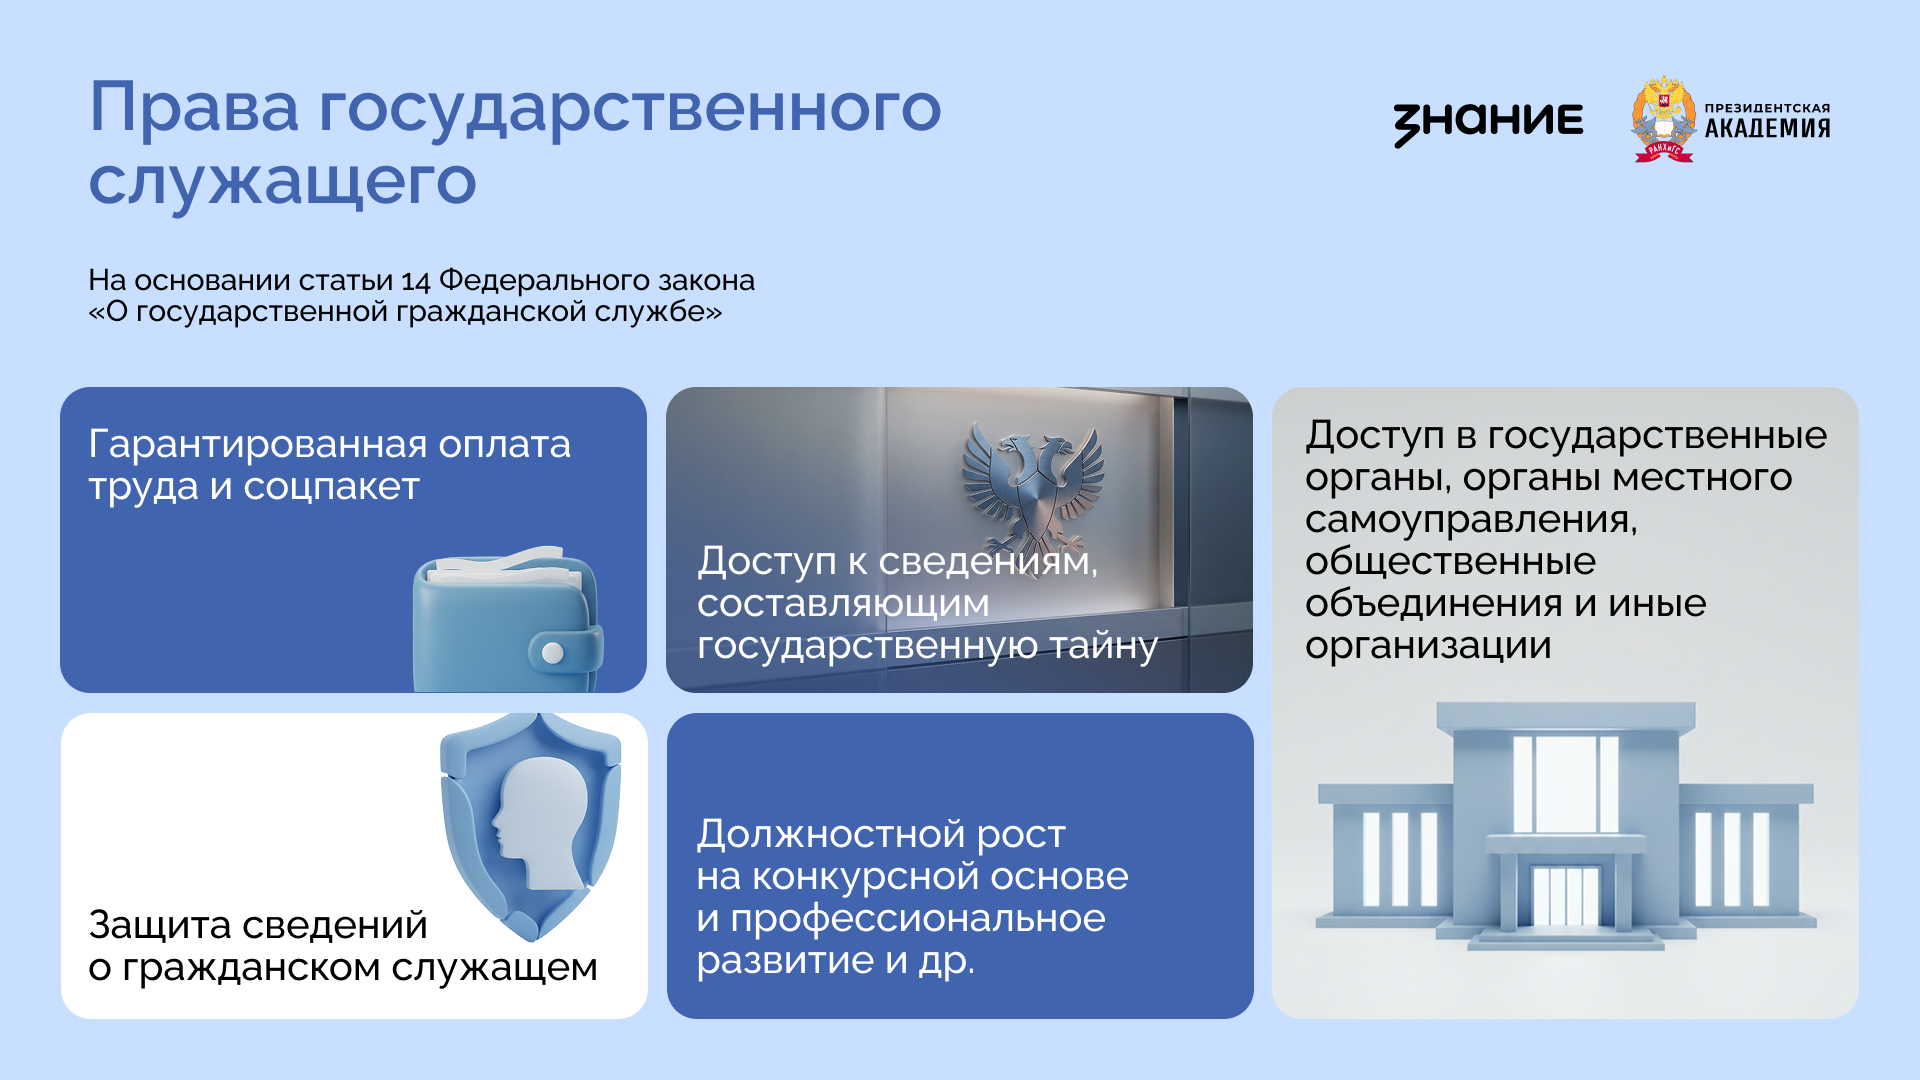 Права государственного
служащего
знание
ПРЕЗИДЕНТСКАЯ
АКАДЕМИЯ
РАНХиГС
На основании статьи 14 Федерального закона
«О государственной гражданской службе»
Гарантированная оплата
труда и соцпакет
Доступ к сведениям,
составляющим
государственную тайну
Доступ в государственные
органы, органы местного
самоуправления,
общественные
объединения и иные
организации
Защита сведений
о гражданском служащем
Должностной рост
на конкурсной основе
и профессиональное
развитие и др.